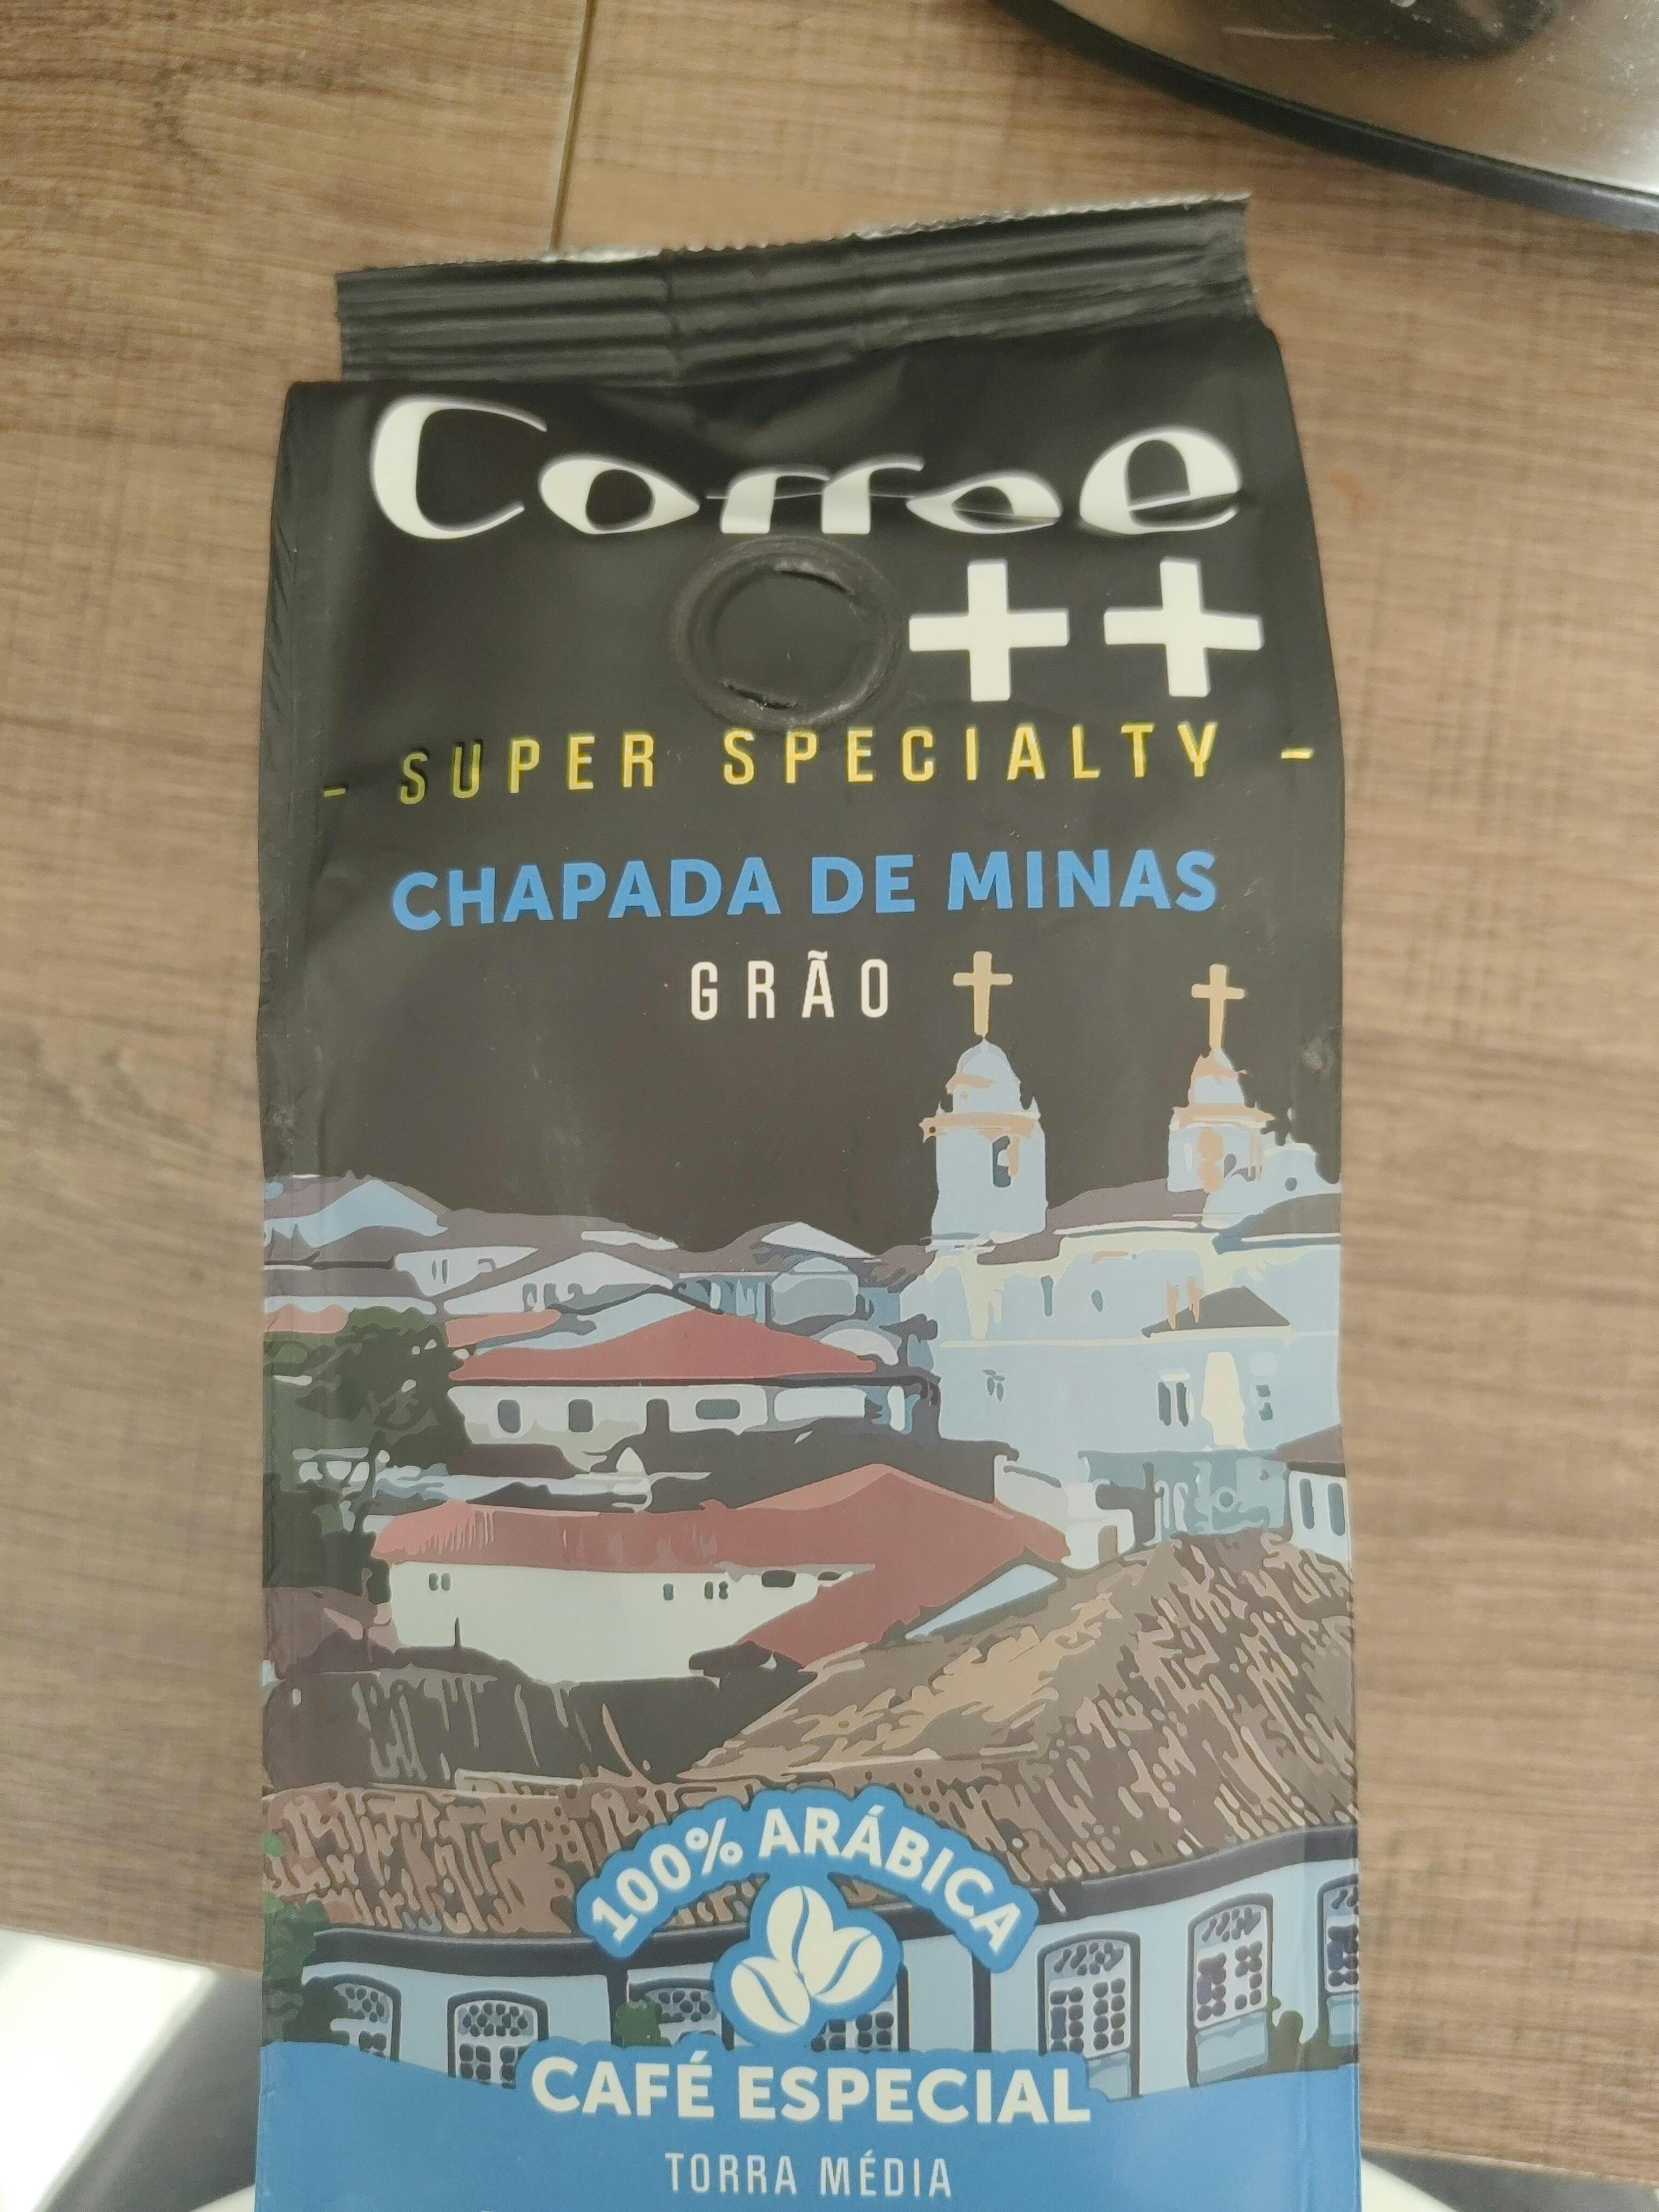 Coffee
++
- SUPER SPECIALTY -
CHAPADA DE MINAS
GRÃO
100% ARÁBICA
CAFÉ ESPECIAL
TORRA MÉDIA